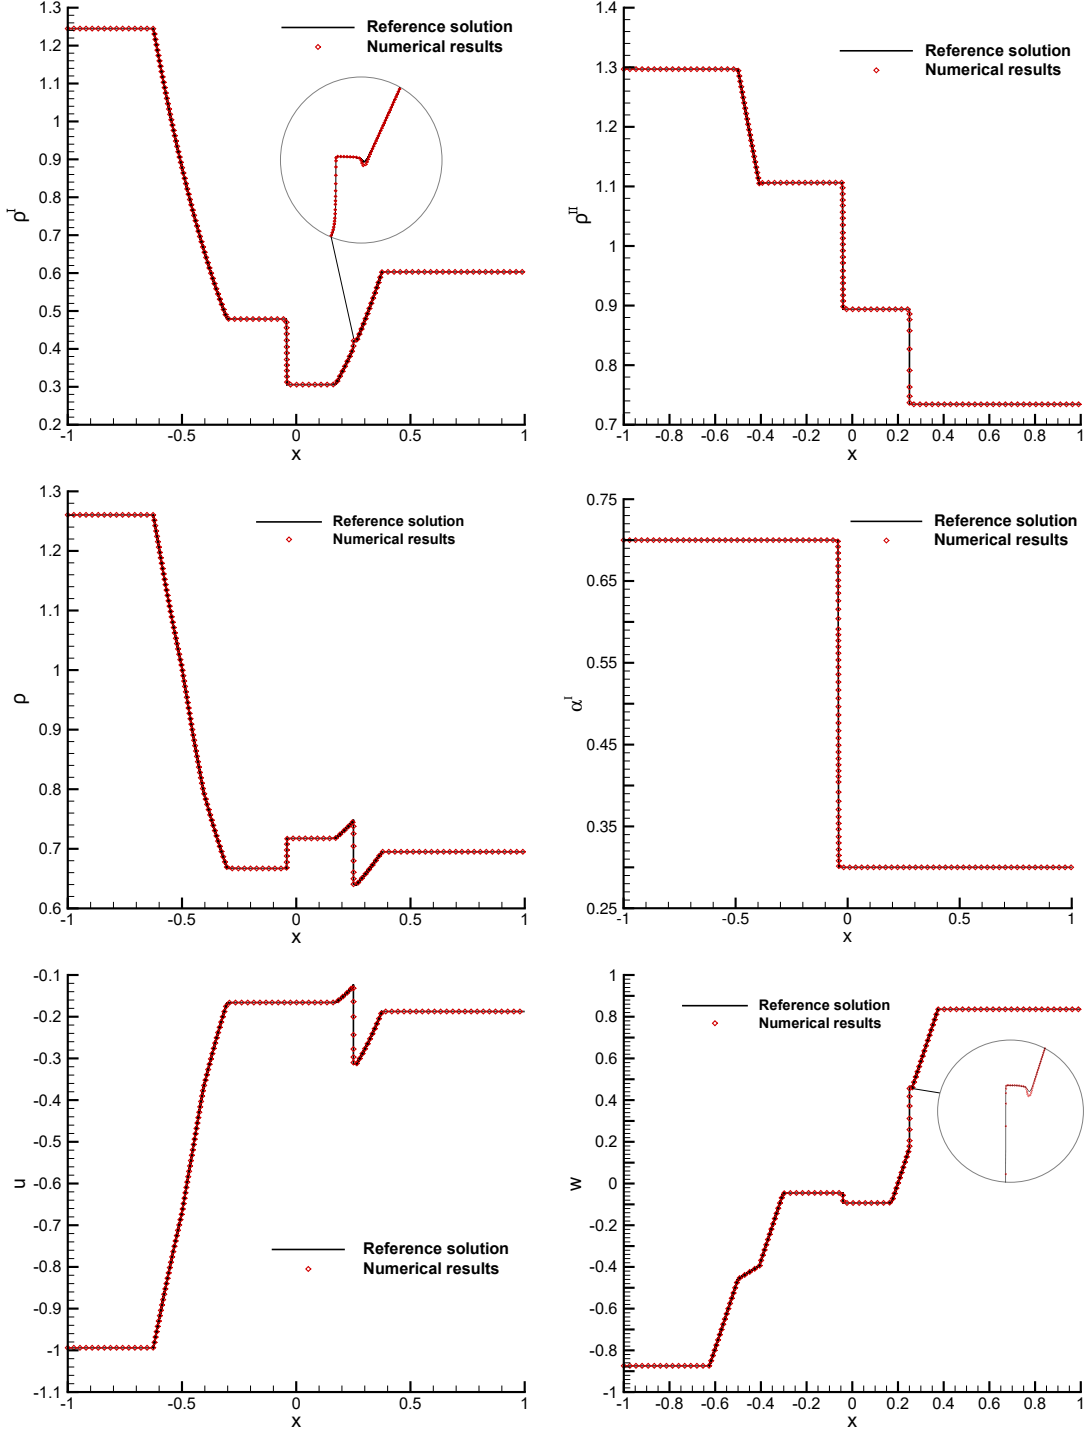 Reference solution
Numerical results
1.3
1.2
1.1
1
0.9
0.8
0.7
0.6
0.5
0.4
0.3
0.2
ρ^I
-1 -0.5 0 0.5 1
x
Reference solution
Numerical results
1.4
1.3
1.2
1.1
1
0.9
0.8
0.7
ρ^II
-1 -0.8 -0.6 -0.4 -0.2 0 0.2 0.4 0.6 0.8 1
x
Reference solution
Numerical results
1.3
1.2
1.1
1
0.9
0.8
0.7
0.6
ρ
-1 -0.5 0 0.5 1
x
Reference solution
Numerical results
0.75
0.65
0.55
0.45
0.35
0.25
α^I
-1 -0.5 0 0.5 1
x
Reference solution
Numerical results
-0.1
-0.2
-0.3
-0.4
-0.5
-0.6
-0.7
-0.8
-0.9
-1
-1.1
u
-1 -0.5 0 0.5 1
x
Reference solution
Numerical results
1
0.8
0.6
0.4
0.2
0
-0.2
-0.4
-0.6
-0.8
-1
w
-1 -0.8 -0.6 -0.4 -0.2 0 0.2 0.4 0.6 0.8 1
x